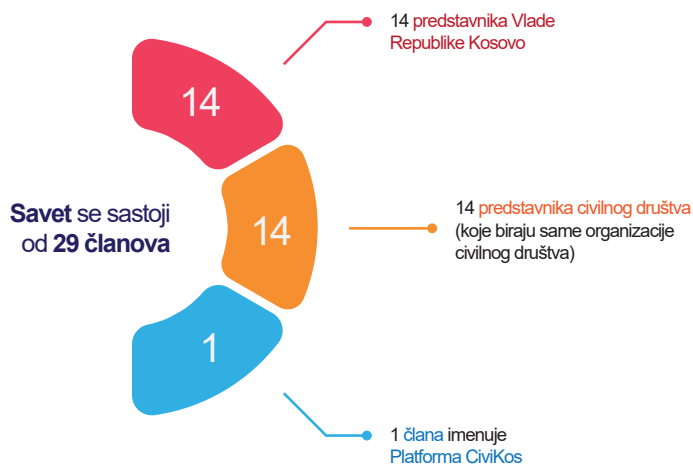 14 predstavnika Vlade
Republike Kosovo
14
Savet se sastoji
od 29 članova
14
14 predstavnika civilnog društva
(koje biraju same organizacije
civilnog društva)
1
1 člana imenuje
Platforma CiviKos